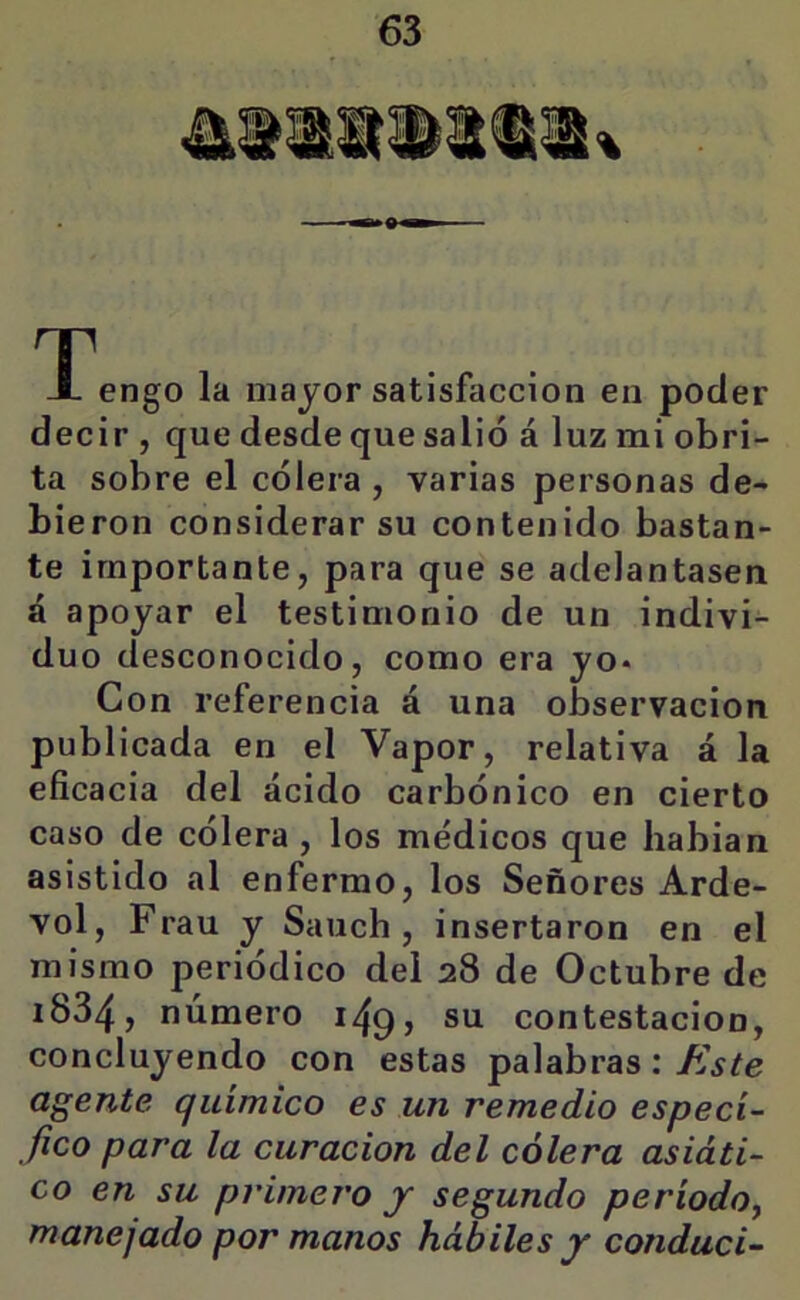 63
APENDICE.
Tengo la mayor satisfaccion en poder
decir , que desde que salió á luz mi obri-
ta sobre el cólera , varias personas de-
bieron considerar su contenido bastan-
te importante, para que se adelantasen
á apoyar el testimonio de un indivi-
duo desconocido, como era yo.
Con referencia á una observacion
publicada en el Vapor, relativa á la
eficacia del ácido carbónico en cierto
caso de cólera , los médicos que habian
asistido al enfermo, los Señores Arde-
vol, Frau y Sauch , insertaron en el
mismo periódico del 28 de Octubre de
1834, número 149, su contestacion,
concluyendo con estas palabras : Este
agente químico es un remedio especí-
fico para la curacion del cólera asiáti-
co en su primero y segundo período,
manejado por manos hábiles y conduci-